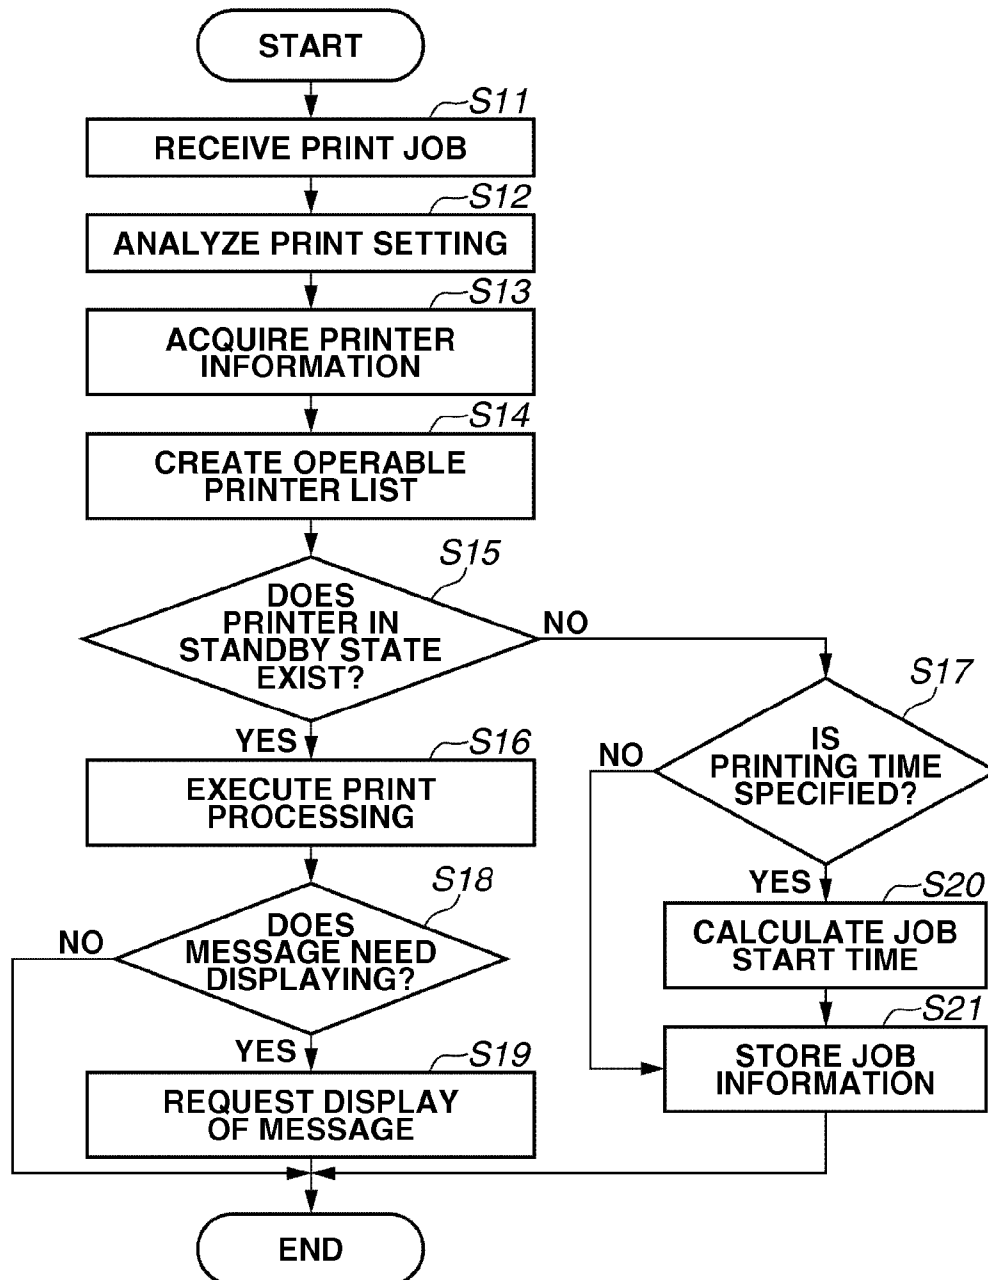 START
S11
RECEIVE PRINT JOB
S12
ANALYZE PRINT SETTING
S13
ACQUIRE PRINTER
INFORMATION
S14
CREATE OPERABLE
PRINTER LIST
S15
DOES
PRINTER IN
STANDBY STATE
EXIST?
NO
YES
S16
EXECUTE PRINT
PROCESSING
S17
IS
PRINTING TIME
SPECIFIED?
NO
YES
S18
DOES
MESSAGE NEED
DISPLAYING?
NO
YES
S19
REQUEST DISPLAY
OF MESSAGE
S20
CALCULATE JOB
START TIME
S21
STORE JOB
INFORMATION
END